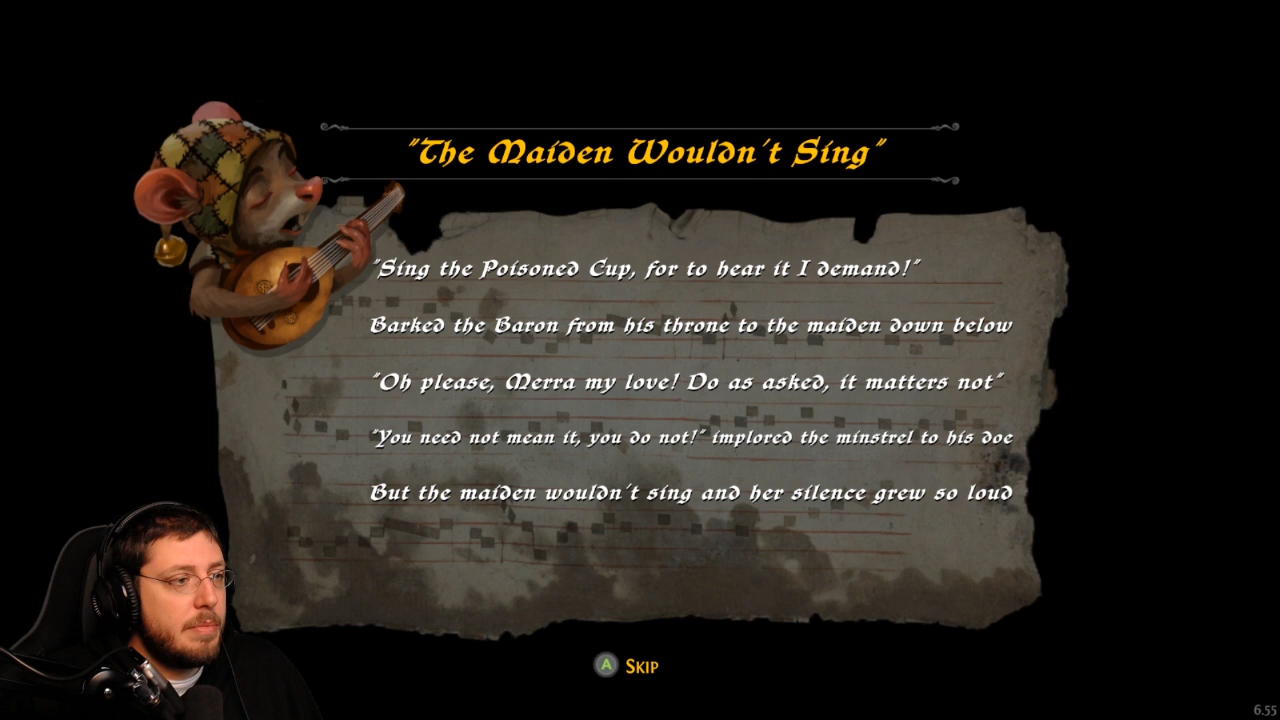 "The Maiden Wouldn't Sing"
"Sing the Poisoned Cup, for to hear it I demand!"
Barked the Baron from his throne to the maiden down below
"Oh please, Merra my love! Do as asked, it matters not"
"You need not mean it, you do not!" implored the minstrel to his doe
But the maiden wouldn't sing and her silence grew so loud
A Skip
6.55